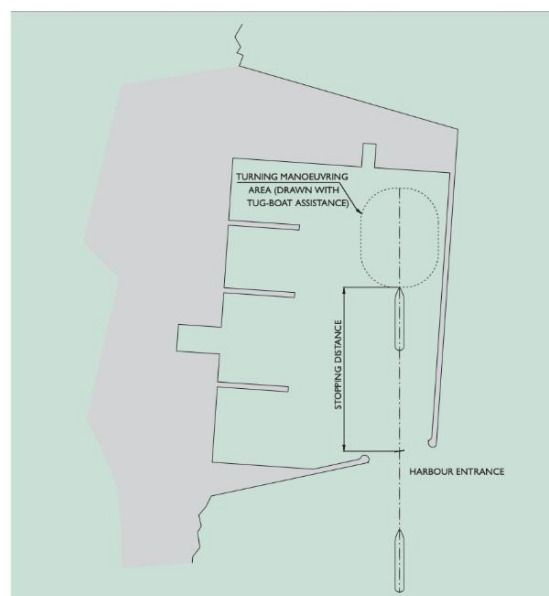 TURNING MANOEUVRING
AREA (DRAWN WITH
TUG-BOAT ASSISTANCE)
STOPPING DISTANCE
HARBOUR ENTRANCE